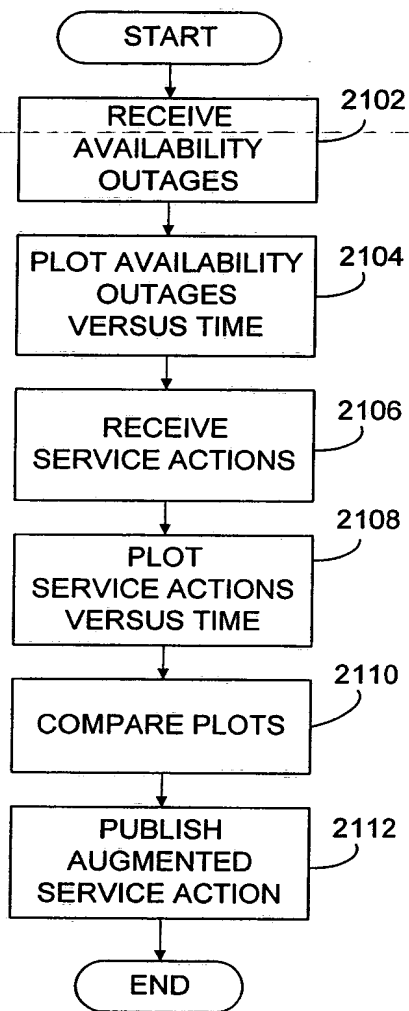 START
2102
RECEIVE
AVAILABILITY
OUTAGES
2104
PLOT AVAILABILITY
OUTAGES
VERSUS TIME
2106
RECEIVE
SERVICE ACTIONS
2108
PLOT
SERVICE ACTIONS
VERSUS TIME
2110
COMPARE PLOTS
2112
PUBLISH
AUGMENTED
SERVICE ACTION
END